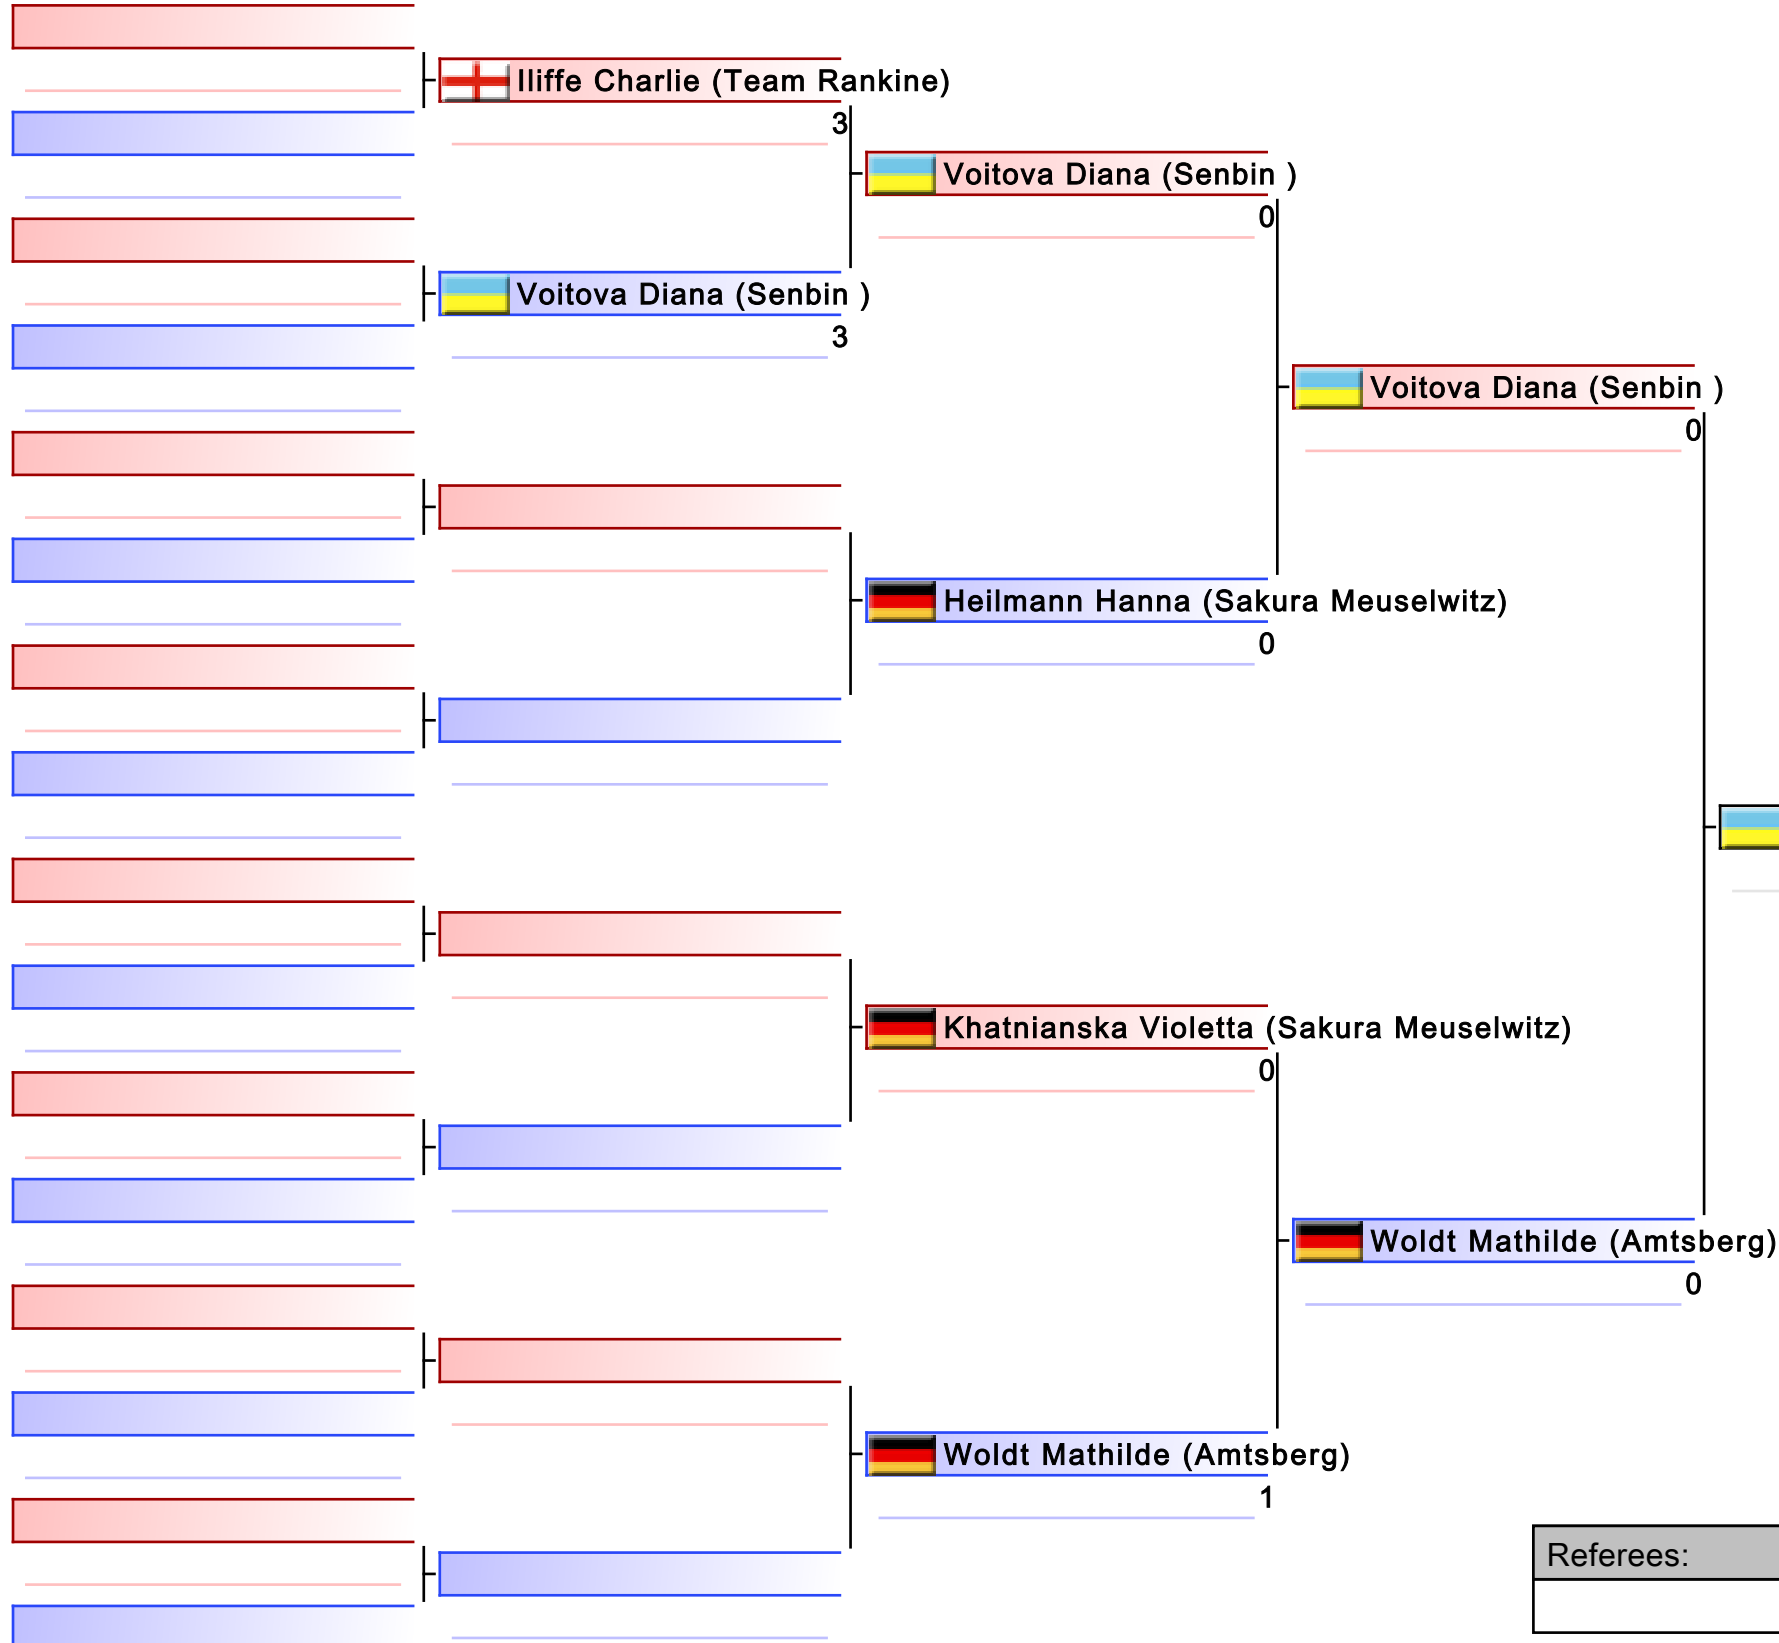 Iliffe Charlie (Team Rankine)
3
Voitova Diana (Senbin )
0
Voitova Diana (Senbin )
3
Voitova Diana (Senbin )
0
Heilmann Hanna (Sakura Meuselwitz)
0
Khatnianska Violetta (Sakura Meuselwitz)
0
Woldt Mathilde (Amtsberg)
0
Woldt Mathilde (Amtsberg)
1
Referees: